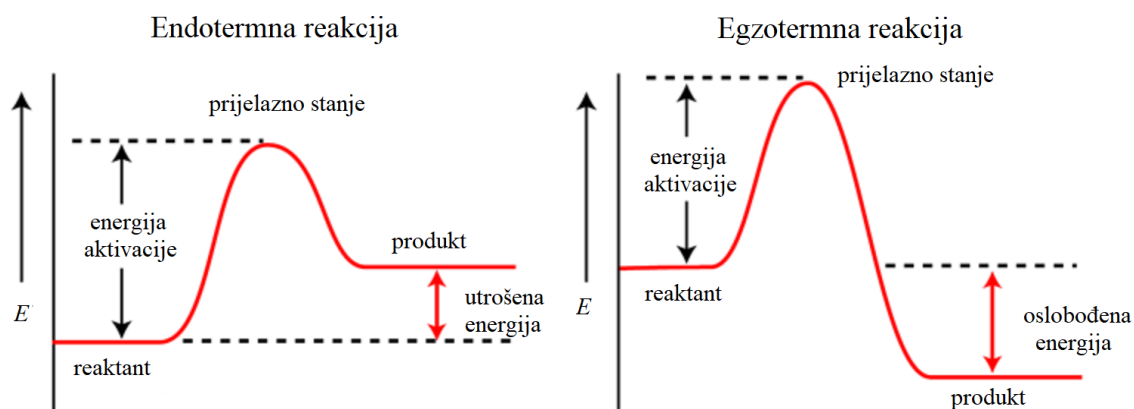 Endotermna reakcija
prijelazno stanje
energija
aktivacije
produkt
utrošena
energija
E
reaktant
Egzotermna reakcija
prijelazno stanje
energija
aktivacije
reaktant
E
oslobođena
energija
produkt